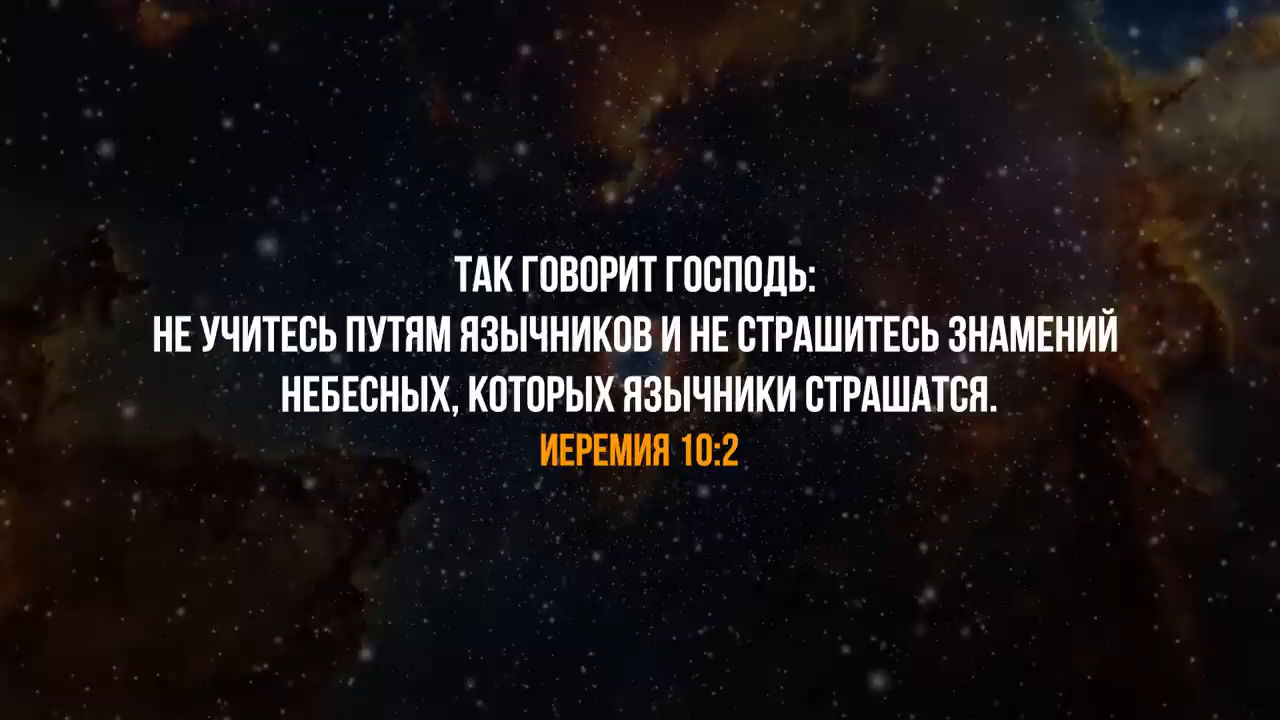 ТАК ГОВОРИТ ГОСПОДЬ:
НЕ УЧИТЕСЬ ПУТЯМ ЯЗЫЧНИКОВ И НЕ СТРАШИТЕСЬ ЗНАМЕНИЙ
НЕБЕСНЫХ, КОТОРЫХ ЯЗЫЧНИКИ СТРАШАТСЯ.
ИЕРЕМИЯ 10:2